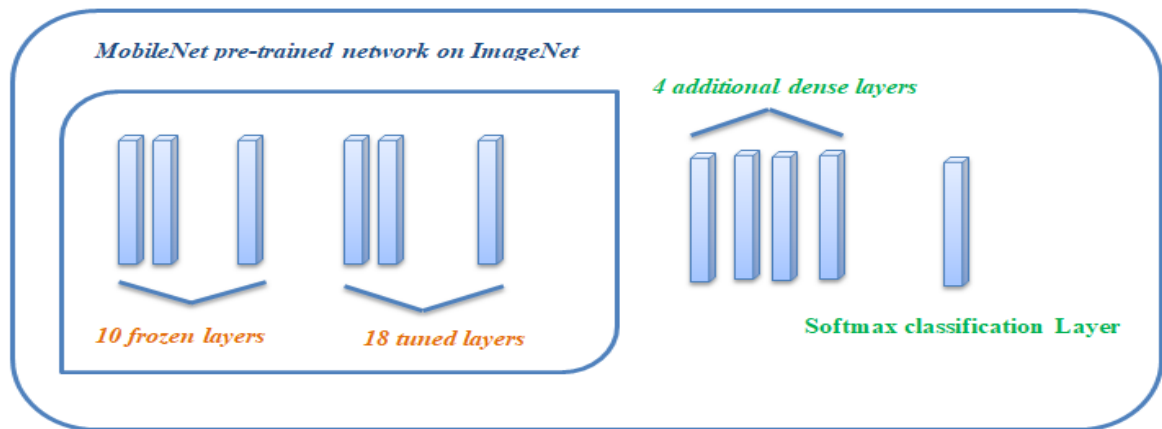 MobileNet pre-trained network on ImageNet
4 additional dense layers
10 frozen layers
18 tuned layers
Softmax classification Layer